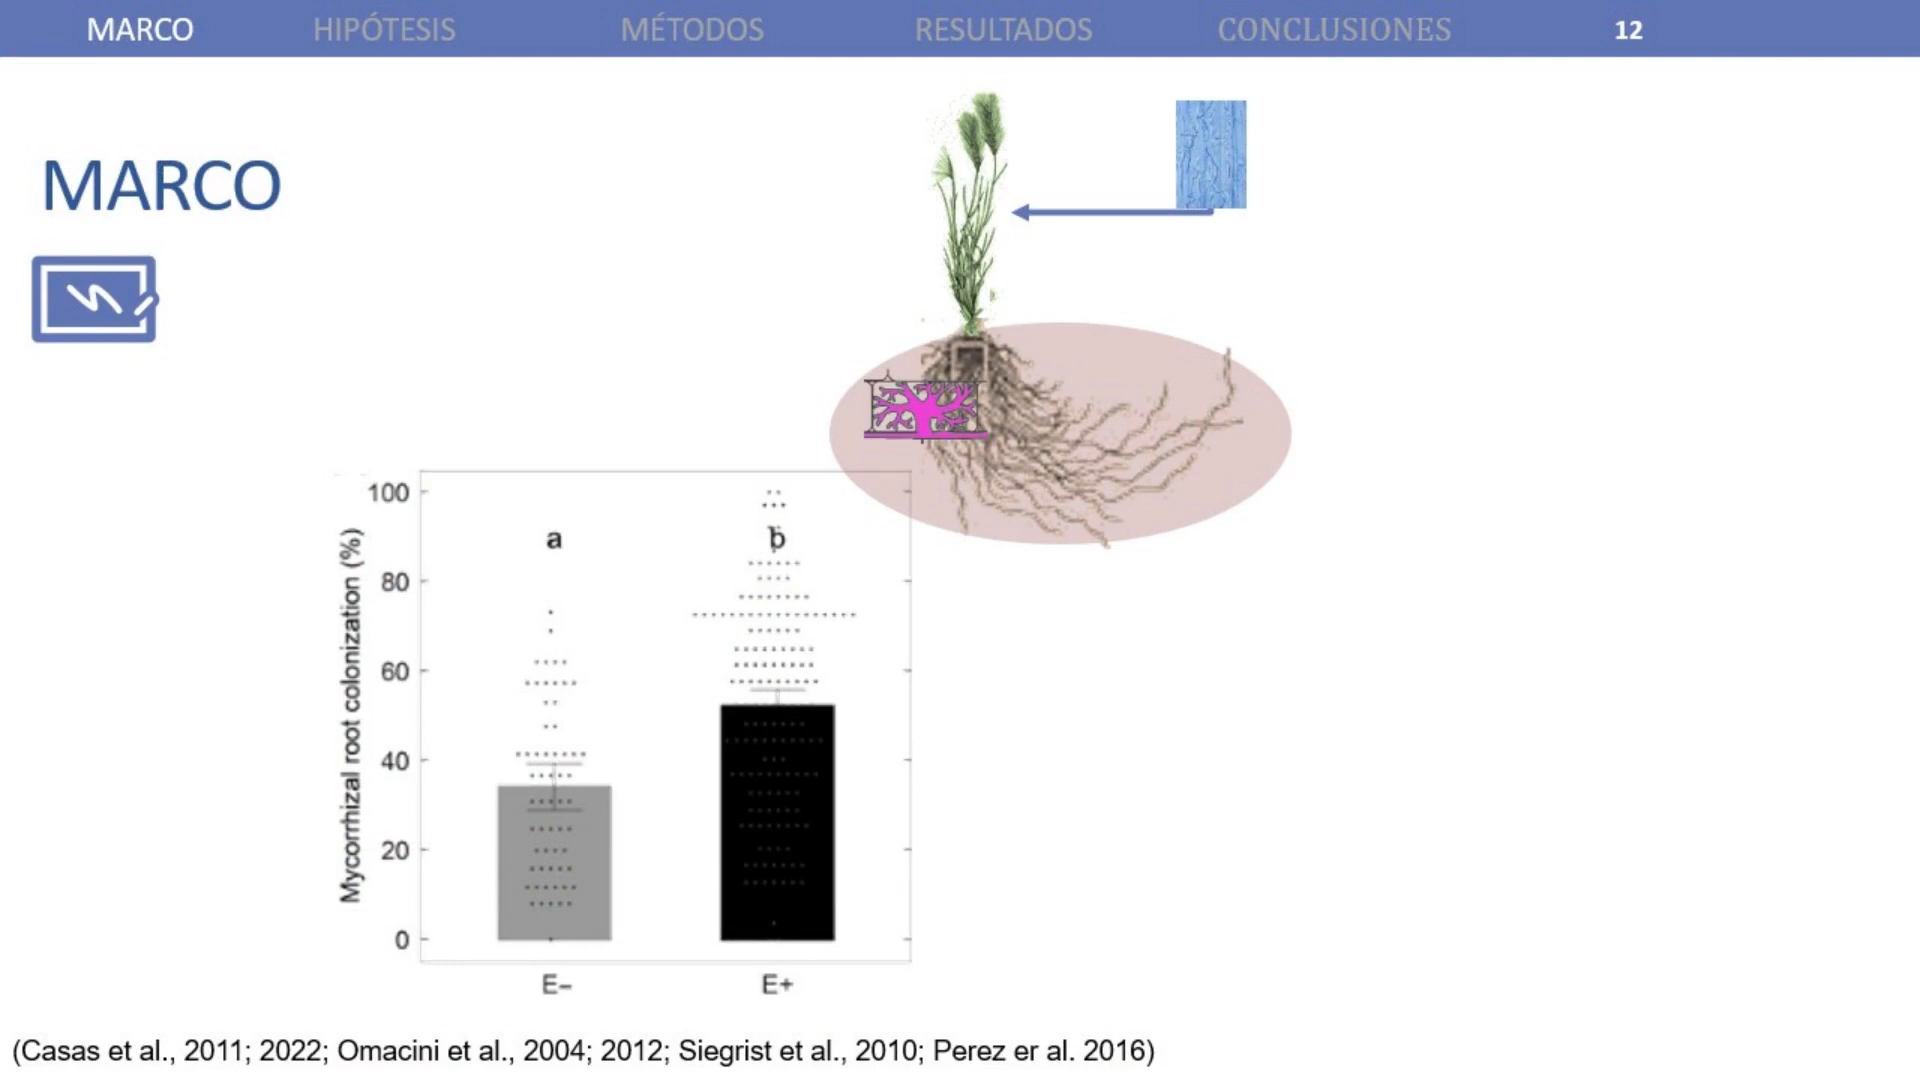 MARCO HIPÓTESIS MÉTODOS RESULTADOS CONCLUSIONES 12
MARCO
Mycorrhizal root colonization (%)
100
80
60
40
20
0
a
b
E–
E+
(Casas et al., 2011; 2022; Omacini et al., 2004; 2012; Siegrist et al., 2010; Perez er al. 2016)